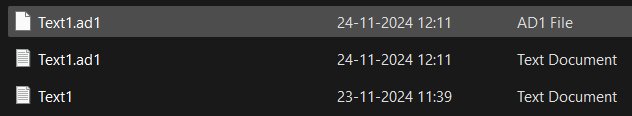 Text1.ad1 24-11-2024 12:11 AD1 File
Text1.ad1 24-11-2024 12:11 Text Document
Text1 23-11-2024 11:39 Text Document